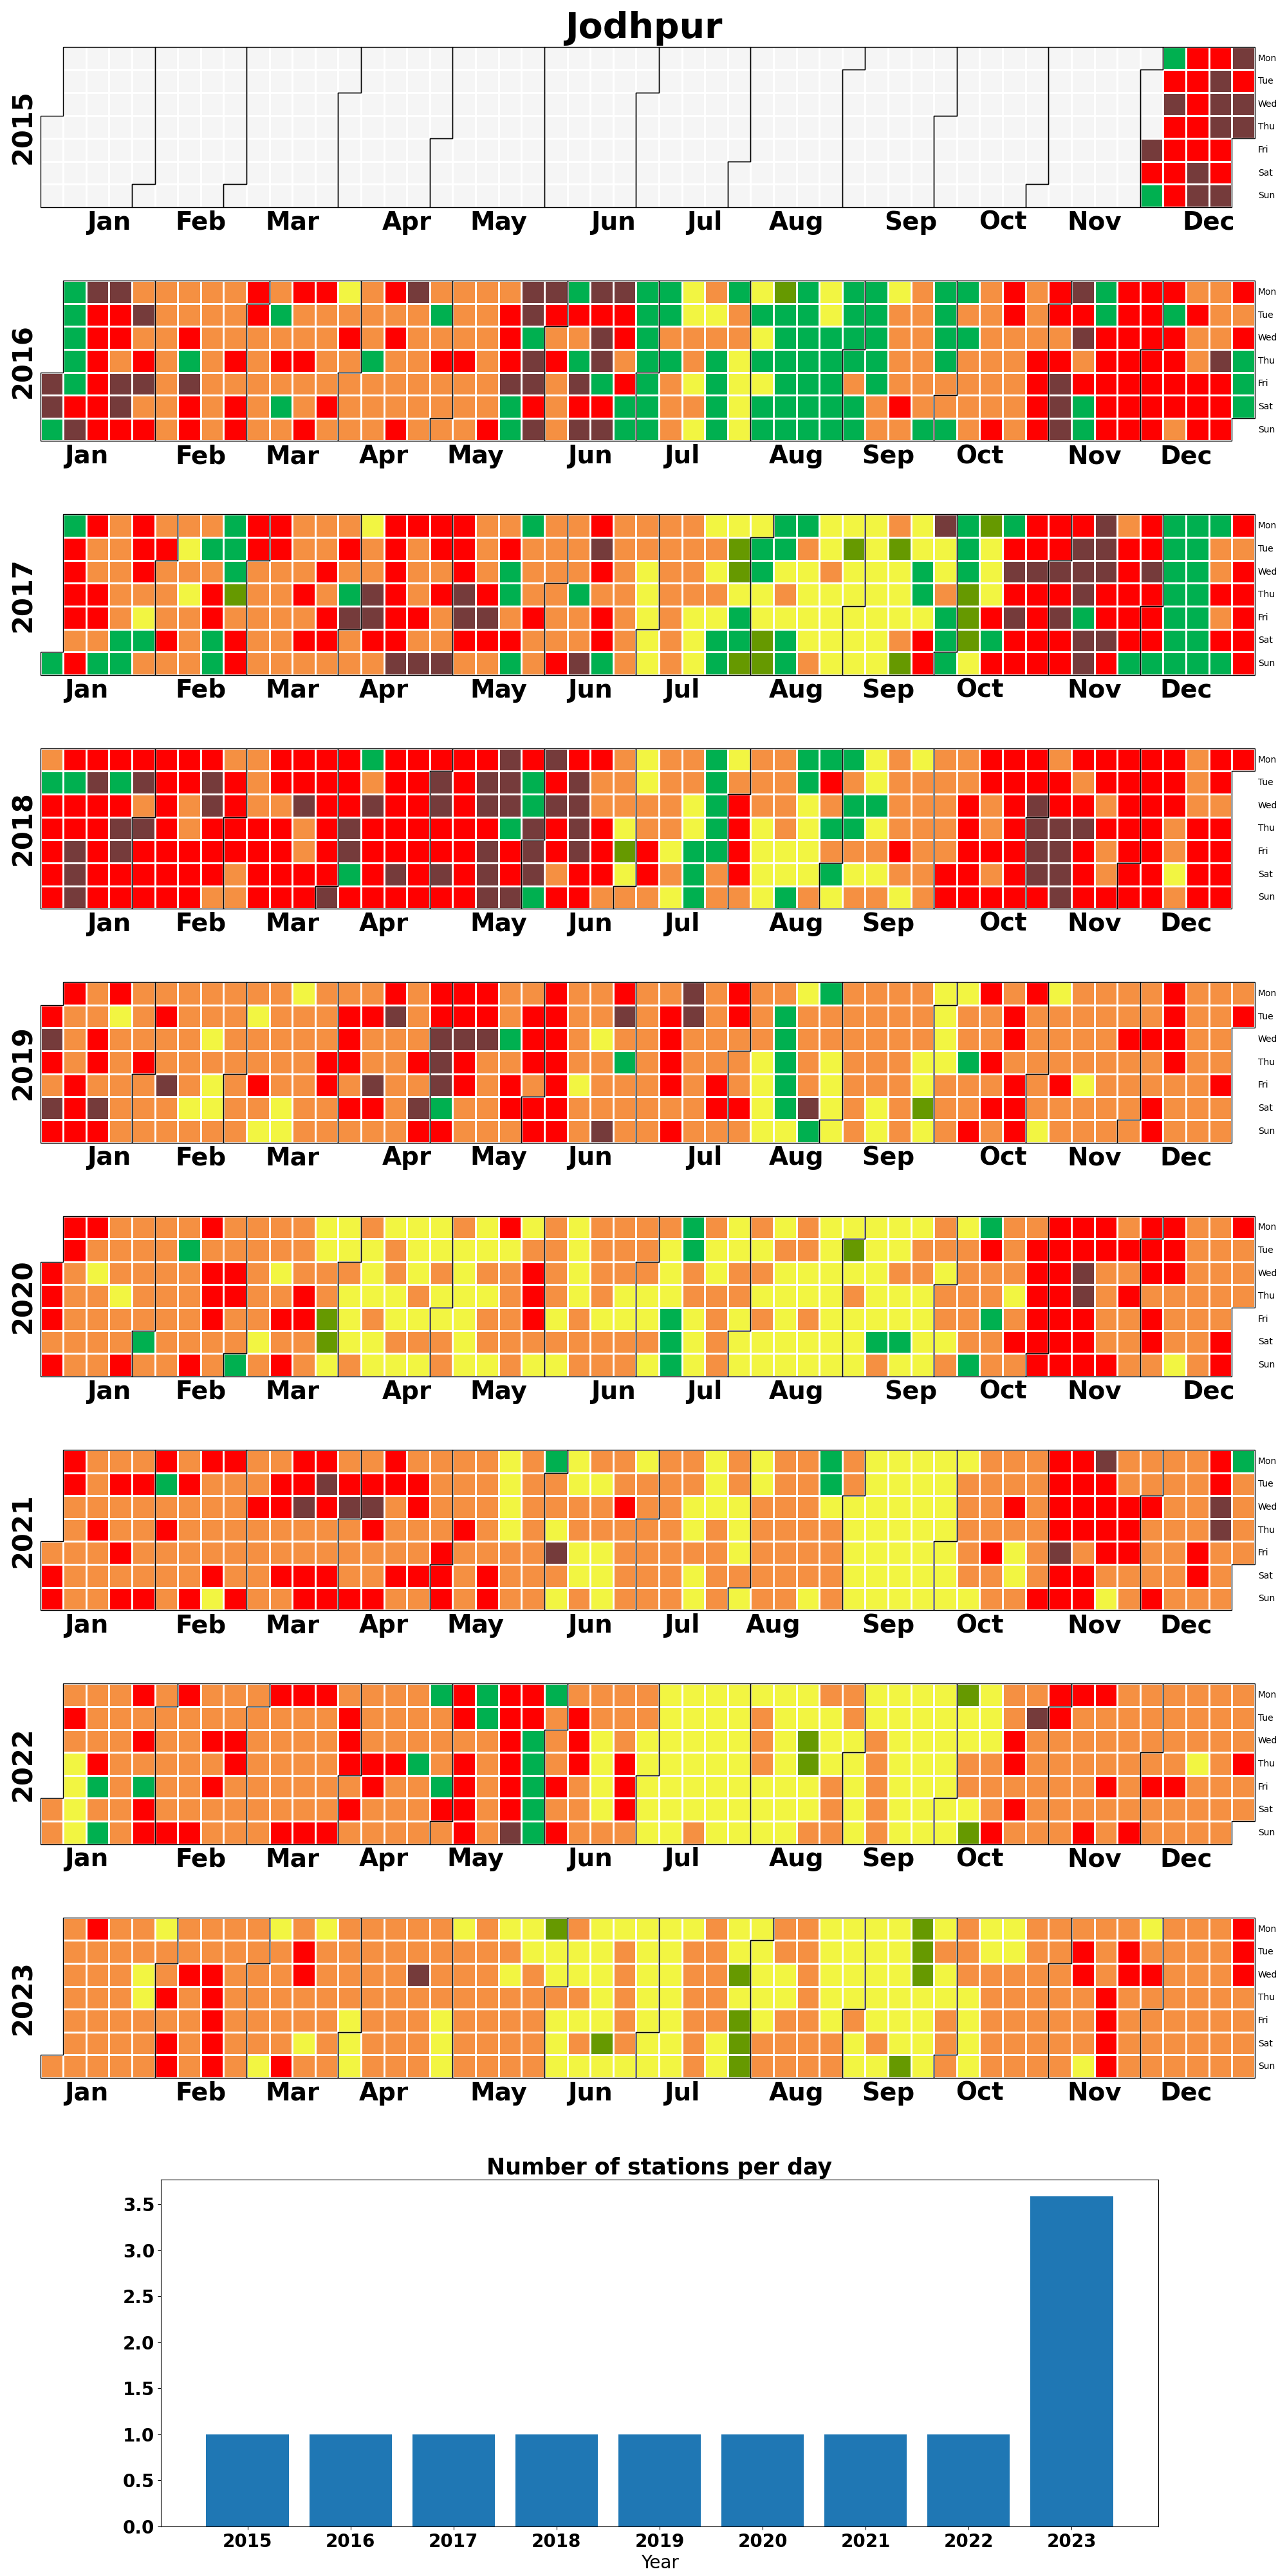 Jodhpur
2015
Mon
Tue
Wed
Thu
Fri
Sat
Sun
Jan Feb Mar Apr May Jun Jul Aug Sep Oct Nov Dec
2016
Mon
Tue
Wed
Thu
Fri
Sat
Sun
Jan Feb Mar Apr May Jun Jul Aug Sep Oct Nov Dec
2017
Mon
Tue
Wed
Thu
Fri
Sat
Sun
Jan Feb Mar Apr May Jun Jul Aug Sep Oct Nov Dec
2018
Mon
Tue
Wed
Thu
Fri
Sat
Sun
Jan Feb Mar Apr May Jun Jul Aug Sep Oct Nov Dec
2019
Mon
Tue
Wed
Thu
Fri
Sat
Sun
Jan Feb Mar Apr May Jun Jul Aug Sep Oct Nov Dec
2020
Mon
Tue
Wed
Thu
Fri
Sat
Sun
Jan Feb Mar Apr May Jun Jul Aug Sep Oct Nov Dec
2021
Mon
Tue
Wed
Thu
Fri
Sat
Sun
Jan Feb Mar Apr May Jun Jul Aug Sep Oct Nov Dec
2022
Mon
Tue
Wed
Thu
Fri
Sat
Sun
Jan Feb Mar Apr May Jun Jul Aug Sep Oct Nov Dec
2023
Mon
Tue
Wed
Thu
Fri
Sat
Sun
Jan Feb Mar Apr May Jun Jul Aug Sep Oct Nov Dec
Number of stations per day
3.5
3.0
2.5
2.0
1.5
1.0
0.5
0.0
2015 2016 2017 2018 2019 2020 2021 2022 2023
Year